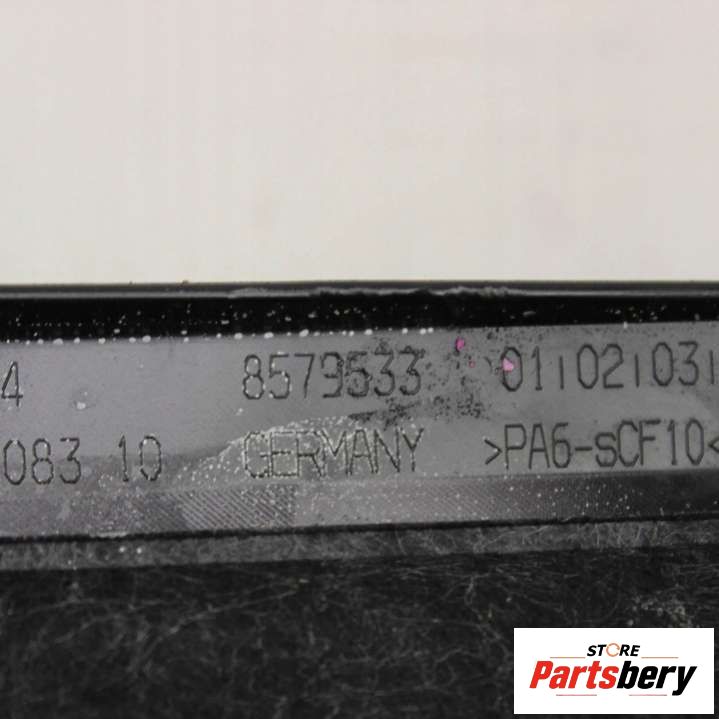 4 8579533 01 02 03
083 10 GERMANY >PA6-sCF10<
STORE
Partsbery